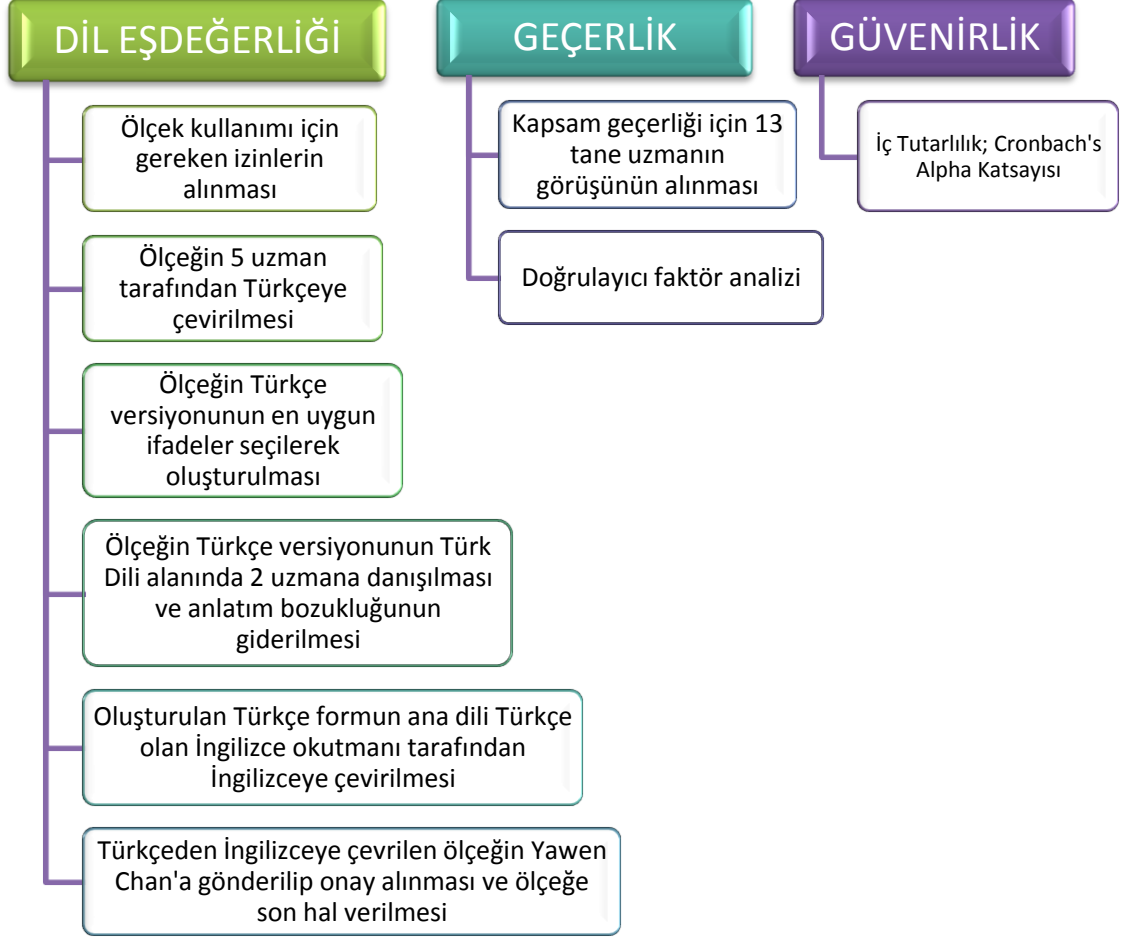 DİL EŞDEĞERLİĞİ
Ölçek kullanımı için
gereken izinlerin
alınması
Ölçeğin 5 uzman
tarafından Türkçeye
çevirilmesi
Ölçeğin Türkçe
versiyonunun en uygun
ifadeler seçilerek
oluşturulması
Ölçeğin Türkçe versiyonunun Türk
Dili alanında 2 uzmana danışılması
ve anlatım bozukluğunun
giderilmesi
Oluşturulan Türkçe formun ana dili Türkçe
olan İngilizce okutmanı tarafından
İngilizceye çevirilmesi
Türkçeden İngilizceye çevrilen ölçeğin Yawen
Chan'a gönderilip onay alınması ve ölçeğe
son hal verilmesi
GEÇERLİK
Kapsam geçerliği için 13
tane uzmanın
görüşünün alınması
Doğrulayıcı faktör analizi
GÜVENİRLİK
İç Tutarlılık; Cronbach's
Alpha Katsayısı